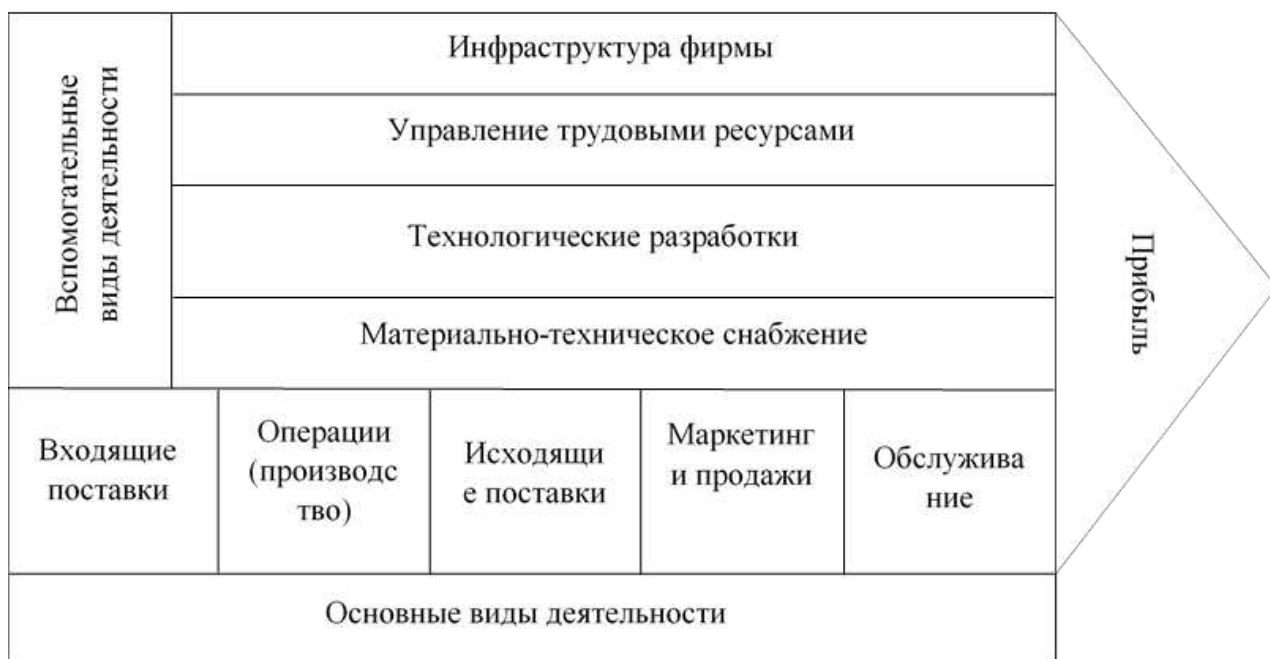 Вспомогательные
виды деятельности
Инфраструктура фирмы
Управление трудовыми ресурсами
Технологические разработки
Материально-техническое снабжение
Прибыль
Входящие
поставки
Операции
(производс
тво)
Исходящи
е поставки
Маркетинг
и продажи
Обслужива
ние
Основные виды деятельности